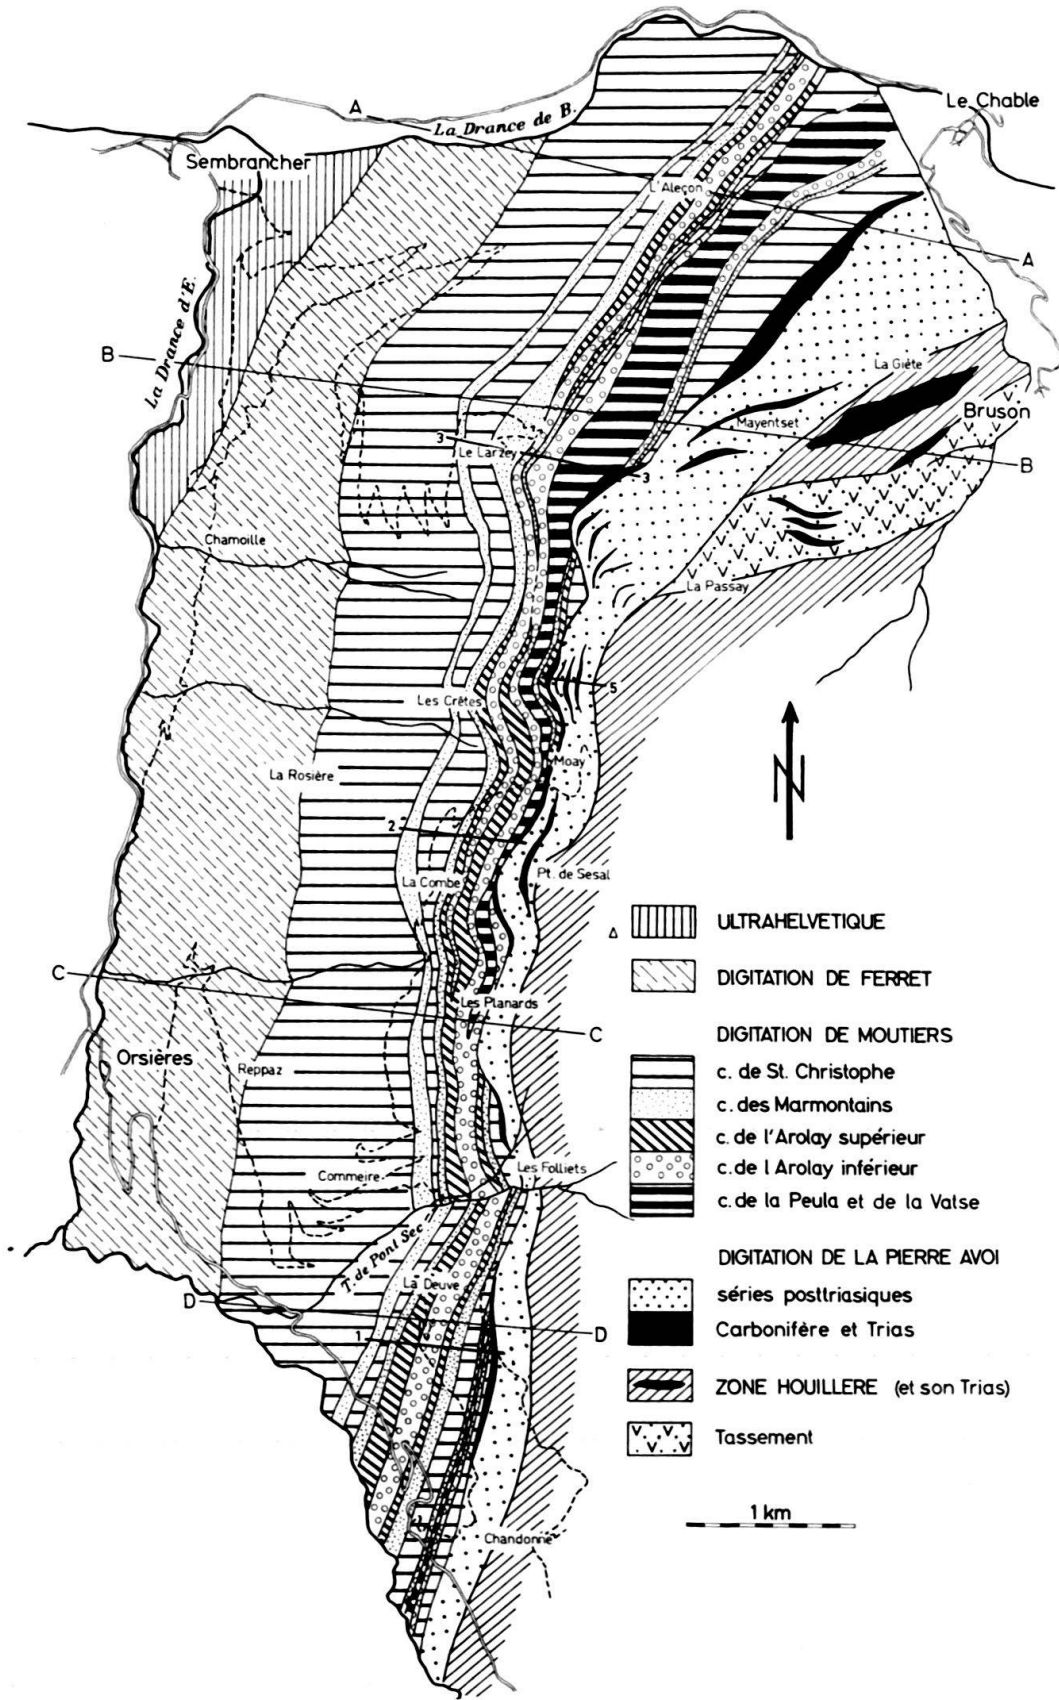 Le Chable
A
La Drance de B.
Sembrancher
L'Aleçon
A
La Drance d'E.
B
La Giète
Bruson
Mayentset
3
Le Larzey
B
3
Chamoille
La Passay
5
Les Crêtes
Moay
La Rosière
N
2
Pt. de Sesal
La Combe
C
Les Planards
C
Orsières
Reppaz
Les Folliets
Commeire
T. de Pont Sec
La Deuve
D
D
1
Chandonne
ULTRAHELVETIQUE
DIGITATION DE FERRET
DIGITATION DE MOUTIERS
c. de St. Christophe
c. des Marmontains
c. de l'Arolay supérieur
c. de l Arolay inférieur
c. de la Peula et de la Vatse
DIGITATION DE LA PIERRE AVOI
séries posttriasiques
Carbonifère et Trias
ZONE HOUILLERE (et son Trias)
Tassement
1 km